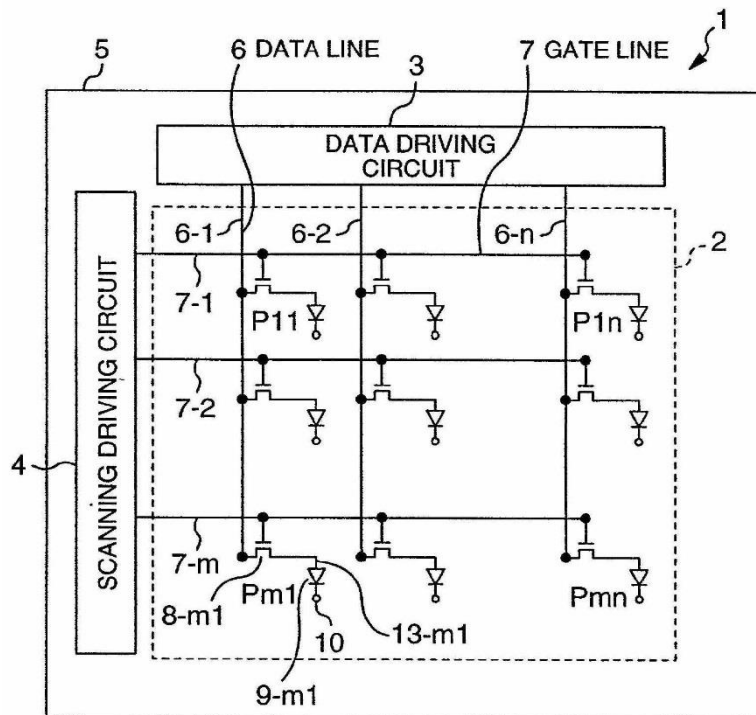 1
5
6 DATA LINE
7 GATE LINE
3
DATA DRIVING
CIRCUIT
6-1
6-2
6-n
2
7-1
P11
P1n
7-2
4
SCANNING DRIVING CIRCUIT
7-m
8-m1
Pm1
Pmn
10
13-m1
9-m1